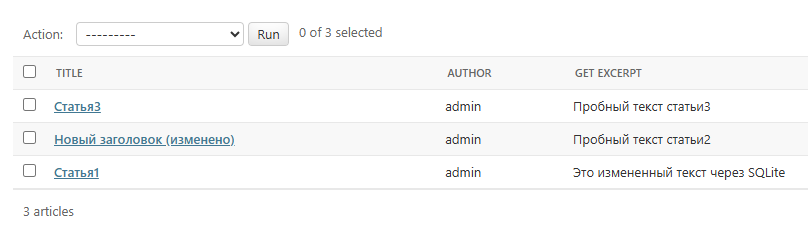 Action: --------- Run 0 of 3 selected
TITLE AUTHOR GET EXCERPT
Статья3 admin Пробный текст статьи3
Новый заголовок (изменено) admin Пробный текст статьи2
Статья1 admin Это измененный текст через SQLite
3 articles